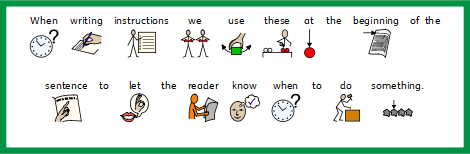 When writing instructions we use these at the beginning of the
sentence to let the reader know when to do something.